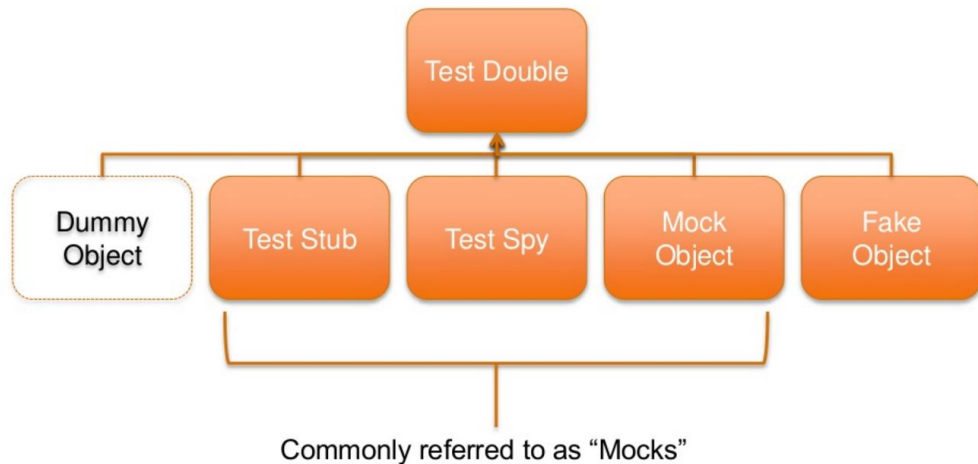 Test Double
Dummy
Object
Test Stub
Test Spy
Mock
Object
Fake
Object
Commonly referred to as “Mocks”